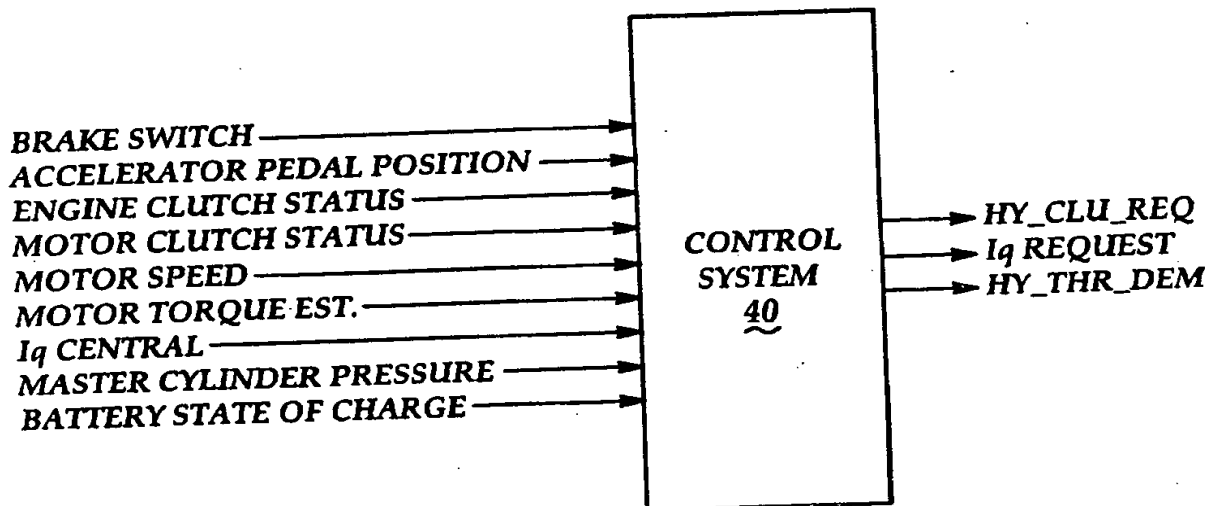 BRAKE SWITCH
ACCELERATOR PEDAL POSITION
ENGINE CLUTCH STATUS
MOTOR CLUTCH STATUS
MOTOR SPEED
MOTOR TORQUE EST.
Iq CENTRAL
MASTER CYLINDER PRESSURE
BATTERY STATE OF CHARGE
CONTROL
SYSTEM
40
HY_CLU_REQ
Iq REQUEST
HY_THR_DEM